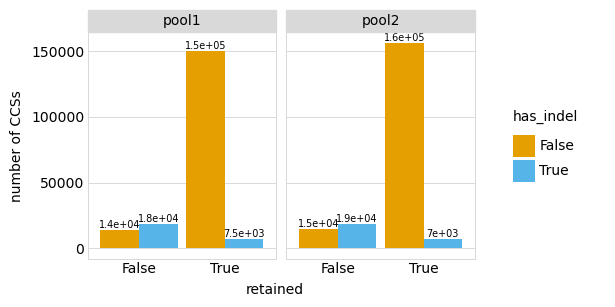 pool1 pool2
number of CCSs
150000
100000
50000
0
1.4e+04 1.8e+04 1.5e+05 7.5e+03
1.5e+04 1.9e+04 1.6e+05 7e+03
False True False True
retained
has_indel
False
True